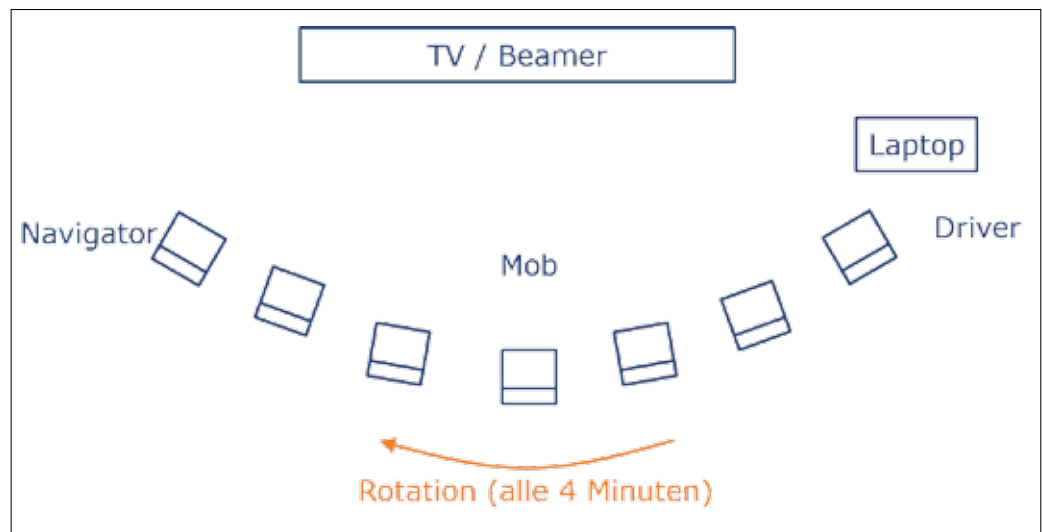 TV / Beamer
Laptop
Navigator
Driver
Mob
Rotation (alle 4 Minuten)